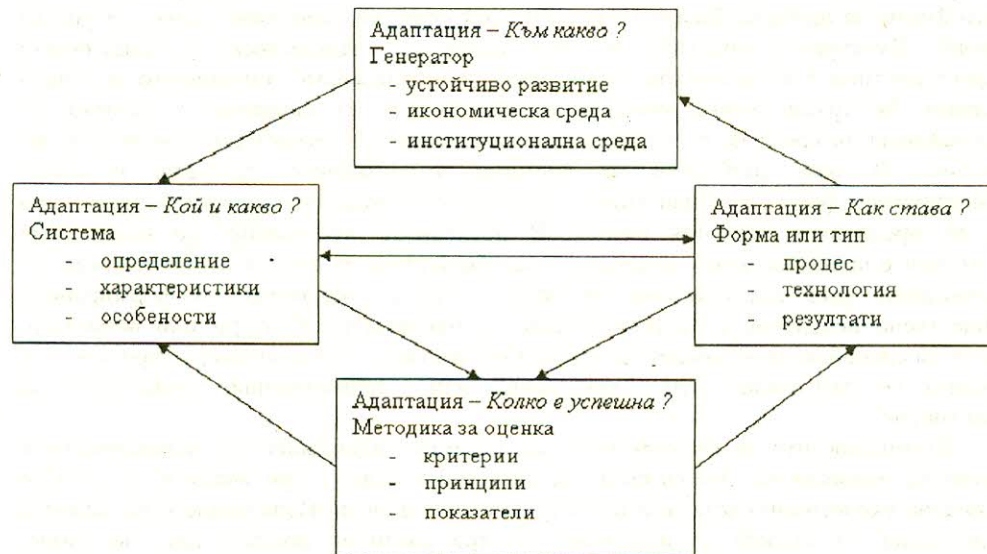 Адаптация – Към какво ?
Генератор
- устойчиво развитие
- икономическа среда
- институционална среда
Адаптация – Кой и какво ?
Система
- определение
- характеристики
- особености
Адаптация – Как става ?
Форма или тип
- процес
- технология
- резултати
Адаптация – Колко е успешна ?
Методика за оценка
- критерии
- принципи
- показатели